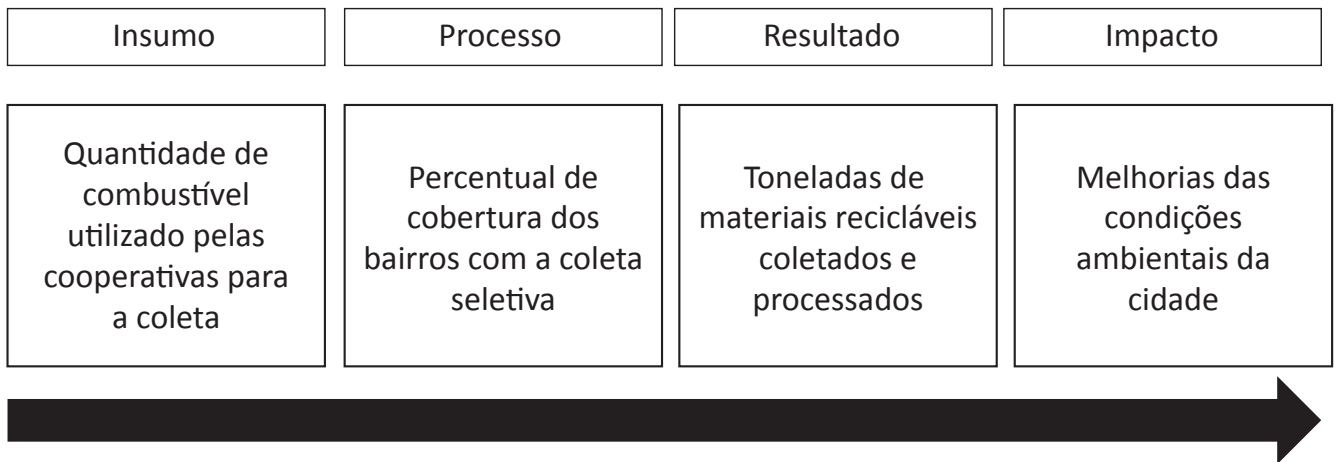 Insumo
Processo
Resultado
Impacto
Quantidade de
combustível
utilizado pelas
cooperativas para
a coleta
Percentual de
cobertura dos
bairros com a coleta
seletiva
Toneladas de
materiais recicláveis
coletados e
processados
Melhorias das
condições
ambientais da
cidade